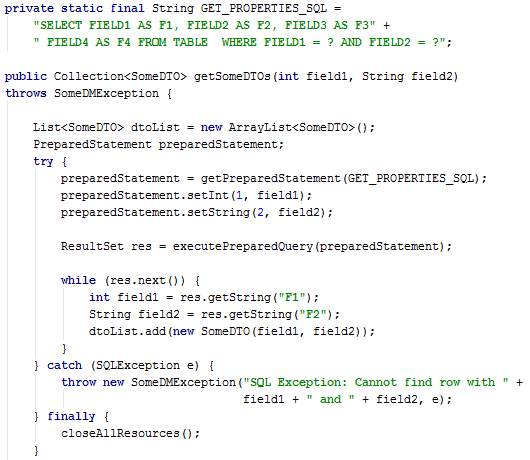 private static final String GET_PROPERTIES_SQL =
    "SELECT FIELD1 AS F1, FIELD2 AS F2, FIELD3 AS F3" +
    " FIELD4 AS F4 FROM TABLE  WHERE FIELD1 = ? AND FIELD2 = ?";

public Collection<SomeDTO> getSomeDTOs(int field1, String field2)
throws SomeDMException {

    List<SomeDTO> dtoList = new ArrayList<SomeDTO>();
    PreparedStatement preparedStatement;
    try {
        preparedStatement = getPreparedStatement(GET_PROPERTIES_SQL);
        preparedStatement.setInt(1, field1);
        preparedStatement.setString(2, field2);

        ResultSet res = executePreparedQuery(preparedStatement);

        while (res.next()) {
            int field1 = res.getString("F1");
            String field2 = res.getString("F2");
            dtoList.add(new SomeDTO(field1, field2));
        }
    } catch (SQLException e) {
        throw new SomeDMException("SQL Exception: Cannot find row with " +
                                  field1 + " and " + field2, e);
    } finally {
        closeAllResources();
    }